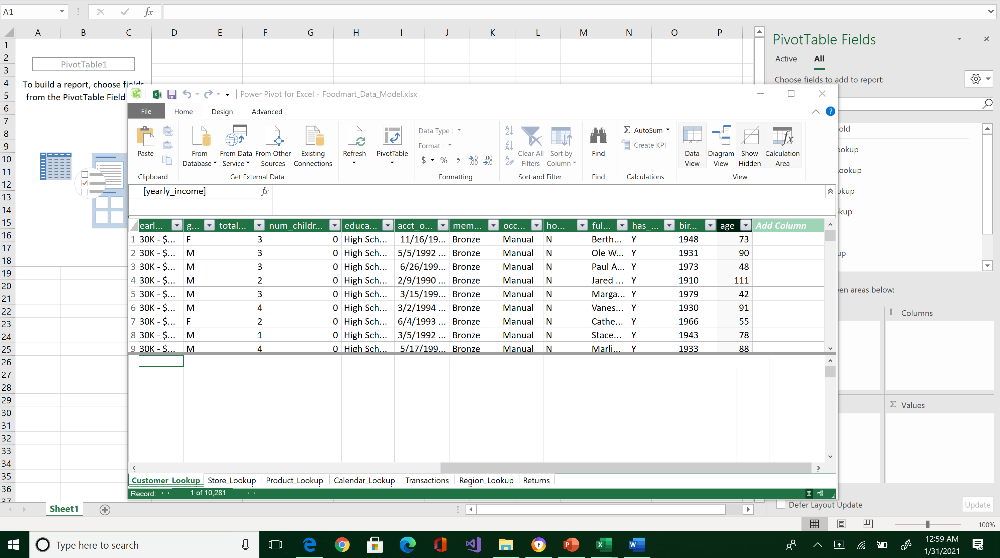 A1
fx
A B C D E F G H I J K L M N O P
PivotTable Fields
Active All
Choose fields to add to report:
PivotTable1
To build a report, choose fields
from the PivotTable Field
1
2
3
4
5
6
7
8
9
10
11
12
13
14
15
16
17
18
19
20
21
22
23
24
25
26
27
28
29
30
31
32
33
34
35
36
37
Power Pivot for Excel - Foodmart_Data_Model.xlsx
File Home Design Advanced
?
Paste
Clipboard
From Database
From Data Service
From Other Sources
Existing Connections
Get External Data
Refresh
PivotTable
Data Type :
Format :
$ % , .00 .00
Formatting
Clear All Filters
Sort by Column
Sort and Filter
Find
Find
AutoSum
Create KPI
Calculations
Data View
Diagram View
Show Hidden
Calculation Area
View
[yearly_income] fx
earl... g... total... num_childr... educa... acct_o... mem... occ... ho... ful... has_... bir... age Add Column
1 30K - $... F 3 0 High Sch... 11/16/19... Bronze Manual N Berth... Y 1948 73
2 30K - $... M 3 0 High Sch... 5/5/1992 ... Bronze Manual N Ole W... Y 1931 90
3 30K - $... M 3 0 High Sch... 6/26/199... Bronze Manual N Paul A... Y 1973 48
4 30K - $... M 2 0 High Sch... 2/9/1990 ... Bronze Manual N Jared ... Y 1910 111
5 30K - $... M 3 0 High Sch... 3/15/199... Bronze Manual N Marga... Y 1979 42
6 30K - $... M 4 0 High Sch... 3/2/1994 ... Bronze Manual N Vanes... Y 1930 91
7 30K - $... F 2 0 High Sch... 6/4/1993 ... Bronze Manual N Cathe... Y 1966 55
8 30K - $... M 1 0 High Sch... 3/5/1992 ... Bronze Manual N Stace... Y 1943 78
9 30K - $... M 4 0 High Sch... 5/17/199... Bronze Manual N Marli... Y 1933 88
Customer_Lookup Store_Lookup Product_Lookup Calendar_Lookup Transactions Region_Lookup Returns
Record: 1 of 10,281
old
ookup
Lookup
okup
kup
up
een areas below:
Columns
Σ Values
Defer Layout Update Update
Sheet1
100%
Type here to search
12:59 AM
1/31/2021